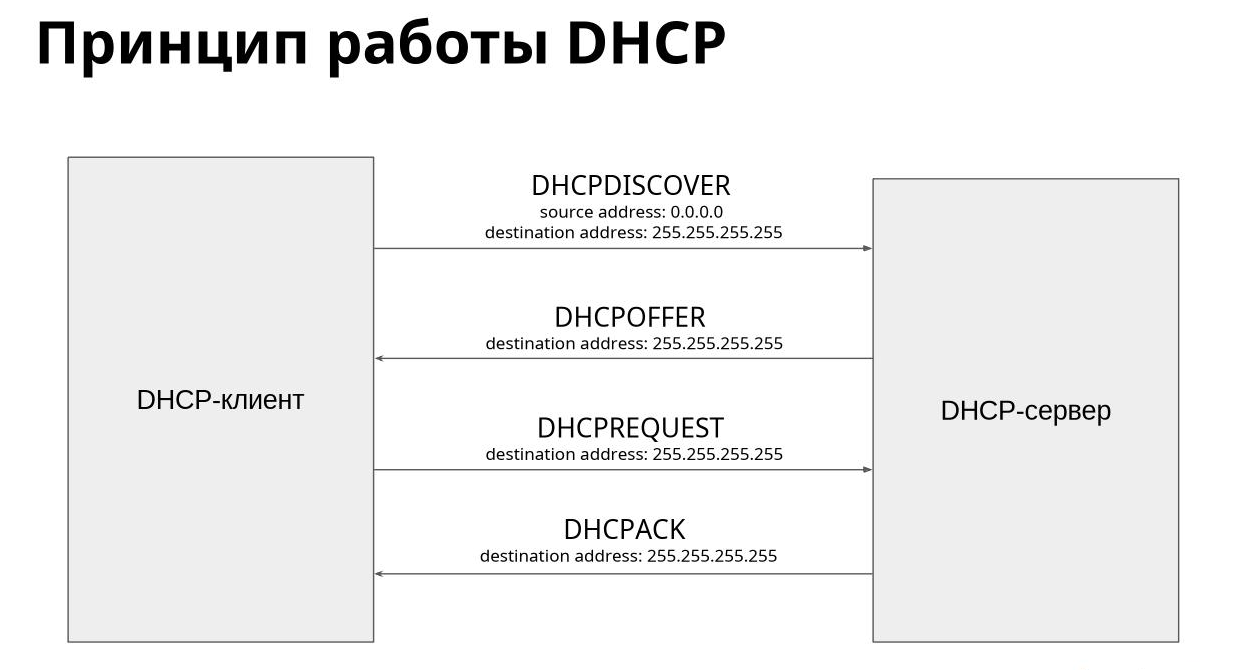 Принцип работы DHCP
DHCPDISCOVER
source address: 0.0.0.0
destination address: 255.255.255.255
DHCPOFFER
destination address: 255.255.255.255
DHCP-клиент
DHCP-сервер
DHCPREQUEST
destination address: 255.255.255.255
DHCPACK
destination address: 255.255.255.255